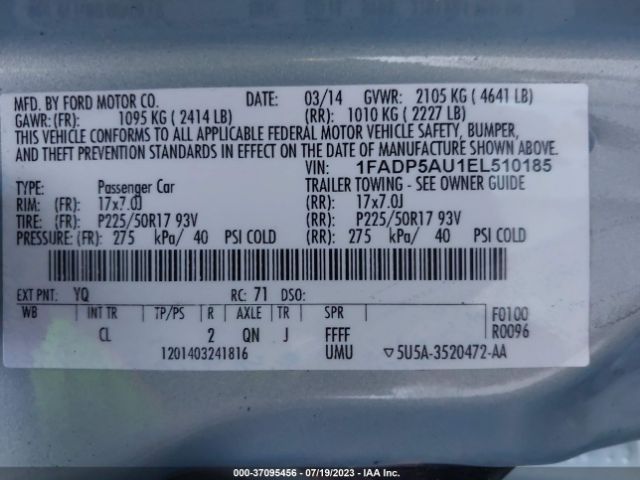 MFD. BY FORD MOTOR CO. DATE: 03/14 GVWR: 2105 KG ( 4641 LB)
GAWR: (FR): 1095 KG ( 2414 LB) (RR): 1010 KG ( 2227 LB)
THIS VEHICLE CONFORMS TO ALL APPLICABLE FEDERAL MOTOR VEHICLE SAFETY, BUMPER,
AND THEFT PREVENTION STANDARDS IN EFFECT ON THE DATE OF MANUFACTURE SHOWN ABOVE.
VIN: 1FADP5AU1EL510185
TYPE: Passenger Car TRAILER TOWING - SEE OWNER GUIDE
RIM: (FR): 17x7.0J (RR): 17x7.0J
TIRE: (FR): P225/50R17 93V (RR): P225/50R17 93V
PRESSURE: (FR): 275 kPa/ 40 PSI COLD (RR): 275 kPa/ 40 PSI COLD
EXT PNT: YQ RC: 71 DSO:
WB INT TR TP/PS R AXLE TR SPR F0100
R0096
CL 2 QN J FFFF
1201403241816 UMU ▽5U5A-3520472-AA
000-37095456 - 07/19/2023 - IAA Inc.